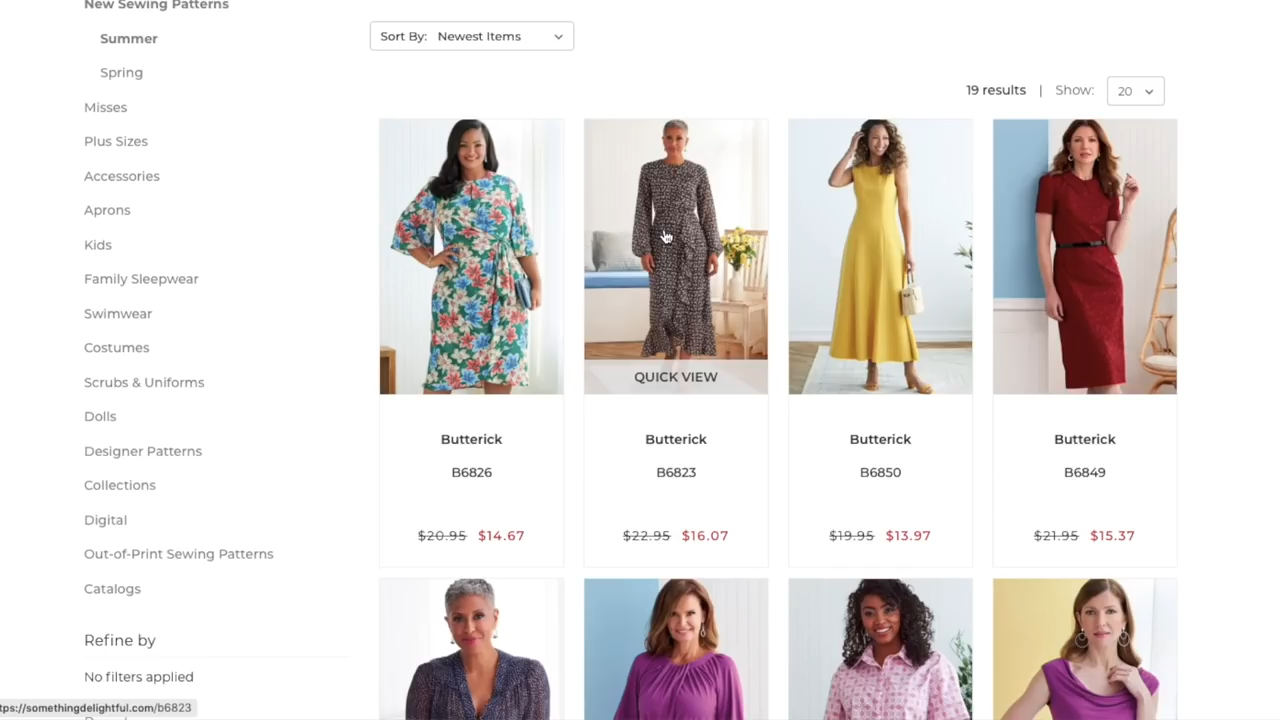 New Sewing Patterns
Summer
Spring
Misses
Plus Sizes
Accessories
Aprons
Kids
Family Sleepwear
Swimwear
Costumes
Scrubs & Uniforms
Dolls
Designer Patterns
Collections
Digital
Out-of-Print Sewing Patterns
Catalogs
Refine by
No filters applied
Sort By: Newest Items
19 results | Show: 20
QUICK VIEW
Butterick Butterick Butterick Butterick
B6826 B6823 B6850 B6849
$20.95 $14.67 $22.95 $16.07 $19.95 $13.97 $21.95 $15.37
tps://somethingdelightful.com/b6823